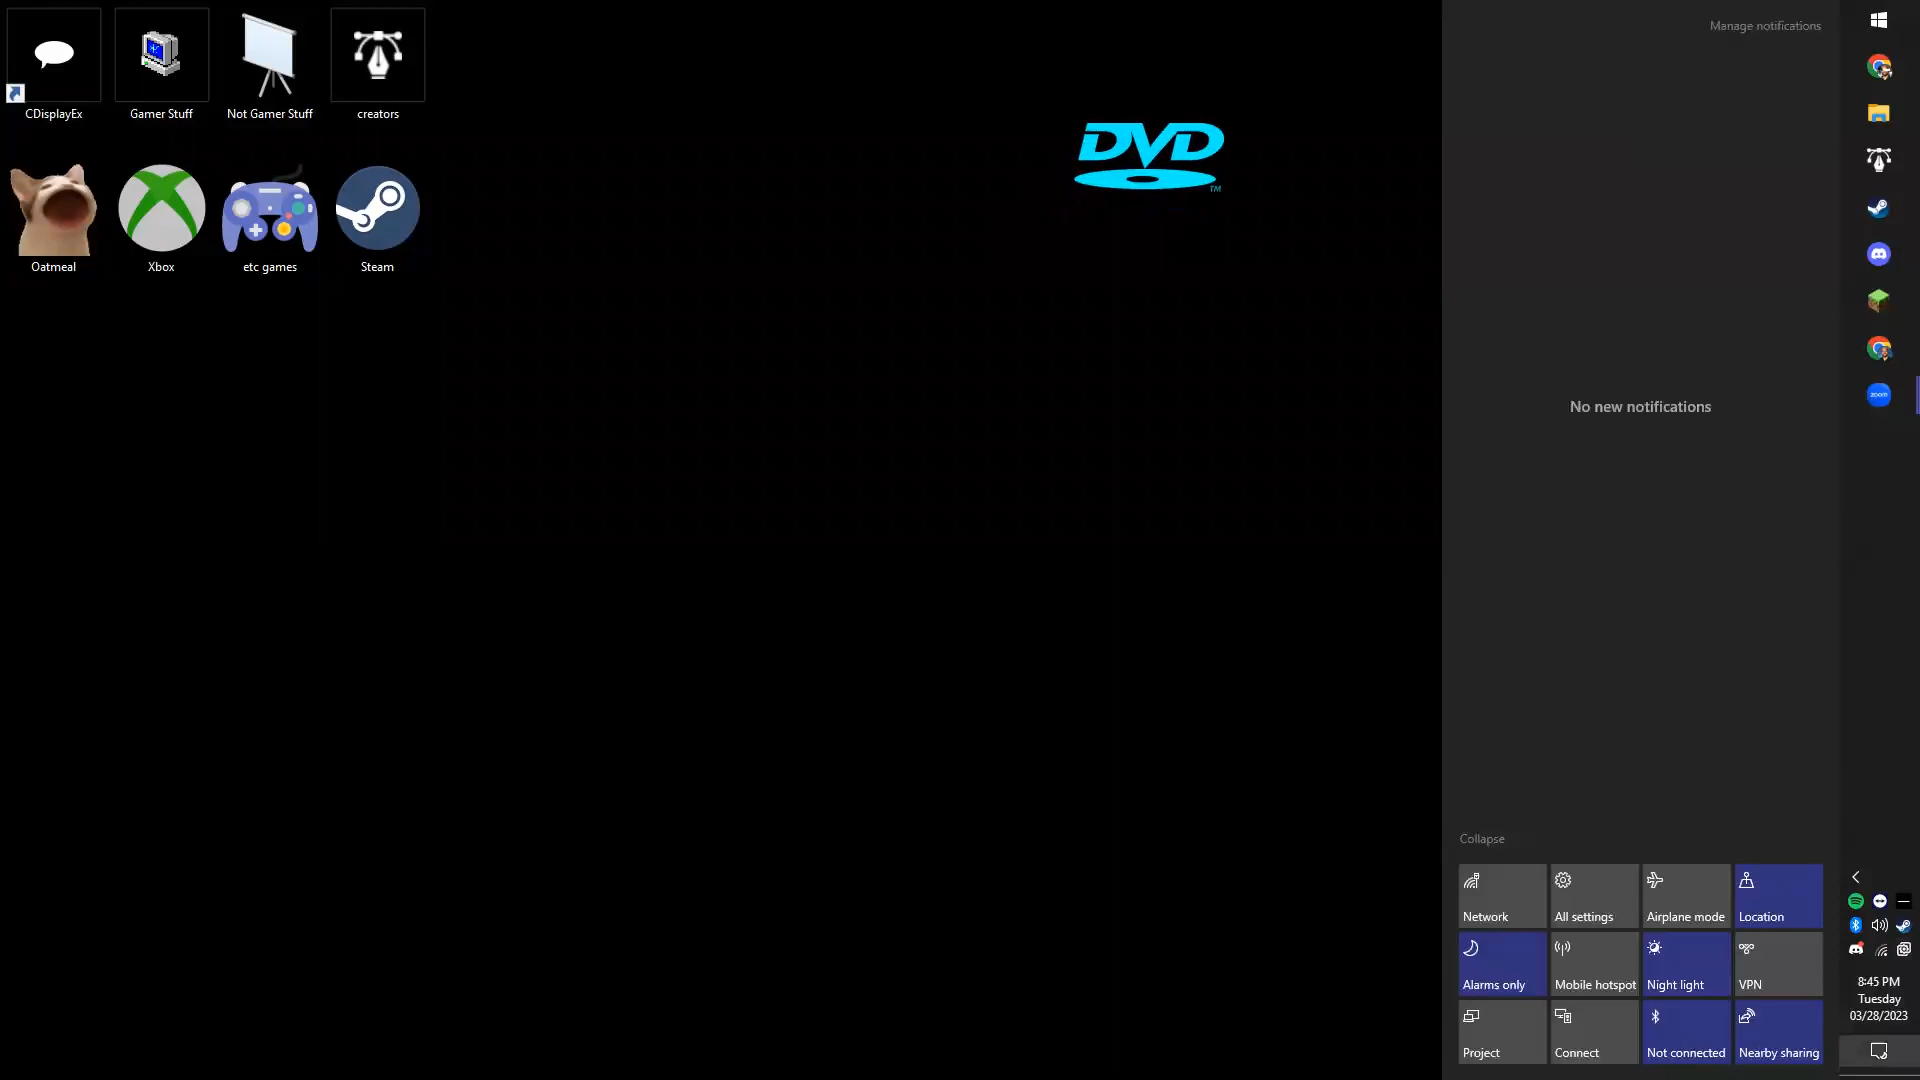 CDisplayEx
Gamer Stuff
Not Gamer Stuff
creators
Oatmeal
Xbox
etc games
Steam
DVD
TM
Manage notifications
No new notifications
Collapse
Network
All settings
Airplane mode
Location
Alarms only
Mobile hotspot
Night light
VPN
Project
Connect
Not connected
Nearby sharing
zoom
8:45 PM
Tuesday
03/28/2023